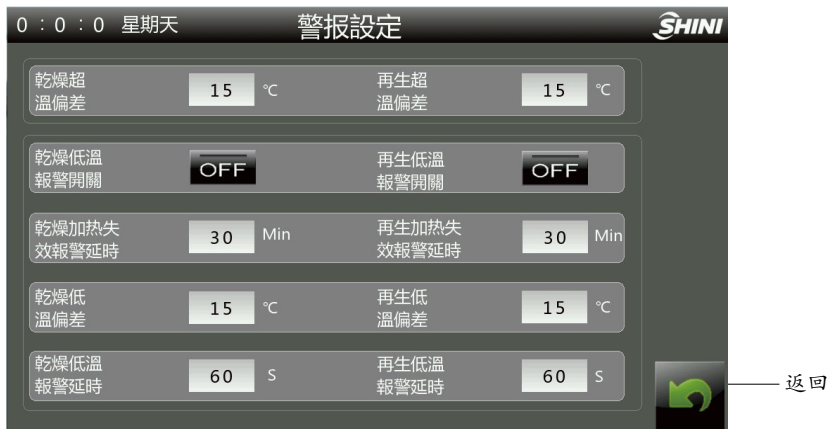 0 : 0 : 0 星期天 警报設定 SHINI
乾燥超
溫偏差 15 ℃
再生超
溫偏差 15 ℃
乾燥低溫
報警開關 OFF
再生低溫
報警開關 OFF
乾燥加热失
效報警延時 30 Min
再生加热失
效報警延時 30 Min
乾燥低
溫偏差 15 ℃
再生低
溫偏差 15 ℃
乾燥低溫
報警延時 60 S
再生低溫
報警延時 60 S
返回